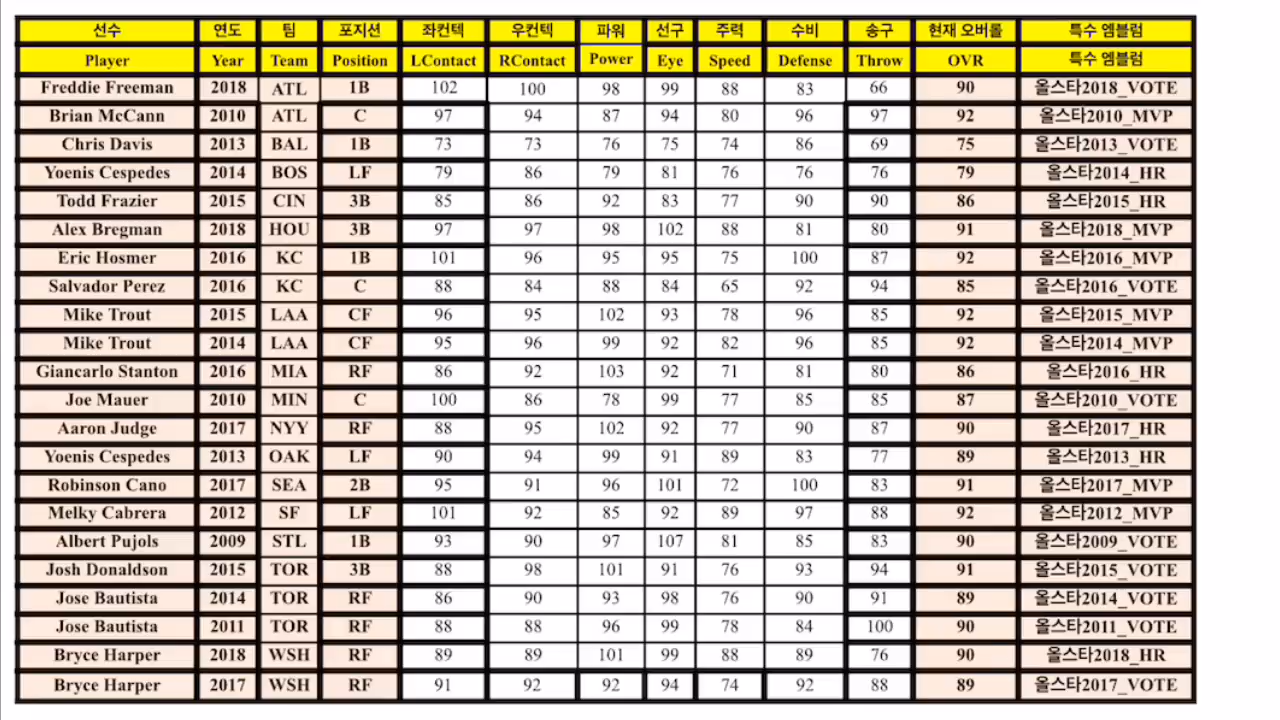 선수 연도 팀 포지션 좌컨텍 우컨텍 파워 선구 주력 수비 송구 현재 오버롤 특수 엠블럼
Player Year Team Position LContact RContact Power Eye Speed Defense Throw OVR 특수 엠블럼
Freddie Freeman 2018 ATL 1B 102 100 98 99 88 83 66 90 올스타2018_VOTE
Brian McCann 2010 ATL C 97 94 87 94 80 96 97 92 올스타2010_MVP
Chris Davis 2013 BAL 1B 73 73 76 75 74 86 69 75 올스타2013_VOTE
Yoenis Cespedes 2014 BOS LF 79 86 79 81 76 76 76 79 올스타2014_HR
Todd Frazier 2015 CIN 3B 85 86 92 83 77 90 90 86 올스타2015_HR
Alex Bregman 2018 HOU 3B 97 97 98 102 88 81 80 91 올스타2018_MVP
Eric Hosmer 2016 KC 1B 101 96 95 95 75 100 87 92 올스타2016_MVP
Salvador Perez 2016 KC C 88 84 88 84 65 92 94 85 올스타2016_VOTE
Mike Trout 2015 LAA CF 96 95 102 93 78 96 85 92 올스타2015_MVP
Mike Trout 2014 LAA CF 95 96 99 92 82 96 85 92 올스타2014_MVP
Giancarlo Stanton 2016 MIA RF 86 92 103 92 71 81 80 86 올스타2016_HR
Joe Mauer 2010 MIN C 100 86 78 99 77 85 85 87 올스타2010_VOTE
Aaron Judge 2017 NYY RF 88 95 102 92 77 90 87 90 올스타2017_HR
Yoenis Cespedes 2013 OAK LF 90 94 99 91 89 83 77 89 올스타2013_HR
Robinson Cano 2017 SEA 2B 95 91 96 101 72 100 83 91 올스타2017_MVP
Melky Cabrera 2012 SF LF 101 92 85 92 89 97 88 92 올스타2012_MVP
Albert Pujols 2009 STL 1B 93 90 97 107 81 85 83 90 올스타2009_VOTE
Josh Donaldson 2015 TOR 3B 88 98 101 91 76 93 94 91 올스타2015_VOTE
Jose Bautista 2014 TOR RF 86 90 93 98 76 90 91 89 올스타2014_VOTE
Jose Bautista 2011 TOR RF 88 88 96 99 78 84 100 90 올스타2011_VOTE
Bryce Harper 2018 WSH RF 89 89 101 99 88 89 76 90 올스타2018_HR
Bryce Harper 2017 WSH RF 91 92 92 94 74 92 88 89 올스타2017_VOTE